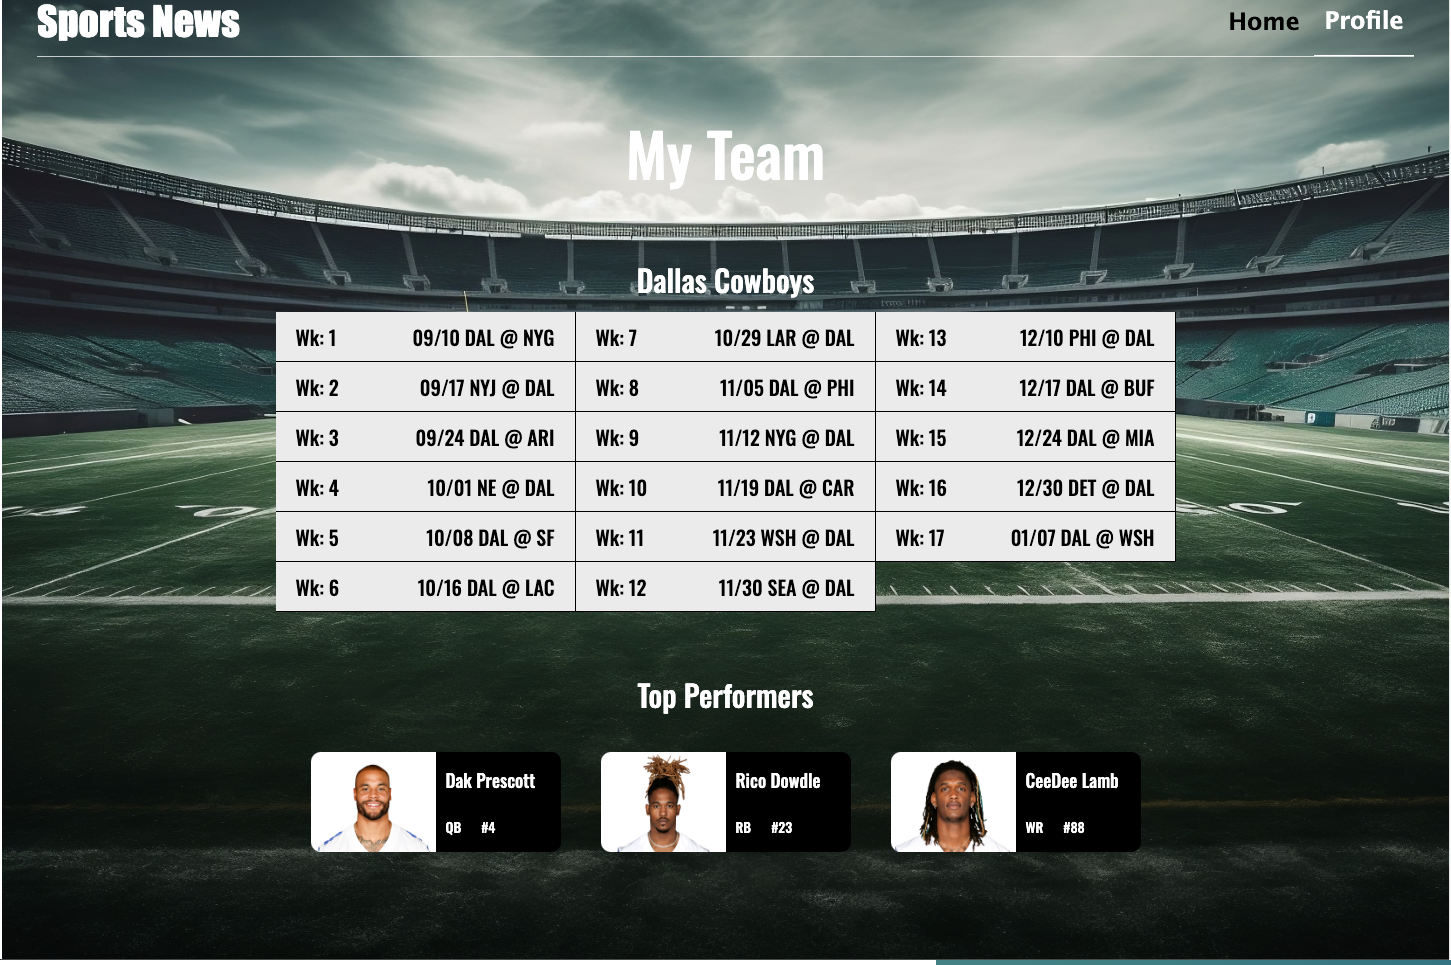 Sports News
Home Profile
My Team
Dallas Cowboys
Wk: 1 09/10 DAL @ NYG Wk: 7 10/29 LAR @ DAL Wk: 13 12/10 PHI @ DAL
Wk: 2 09/17 NYJ @ DAL Wk: 8 11/05 DAL @ PHI Wk: 14 12/17 DAL @ BUF
Wk: 3 09/24 DAL @ ARI Wk: 9 11/12 NYG @ DAL Wk: 15 12/24 DAL @ MIA
Wk: 4 10/01 NE @ DAL Wk: 10 11/19 DAL @ CAR Wk: 16 12/30 DET @ DAL
Wk: 5 10/08 DAL @ SF Wk: 11 11/23 WSH @ DAL Wk: 17 01/07 DAL @ WSH
Wk: 6 10/16 DAL @ LAC Wk: 12 11/30 SEA @ DAL
Top Performers
Dak Prescott Rico Dowdle CeeDee Lamb
QB #4 RB #23 WR #88